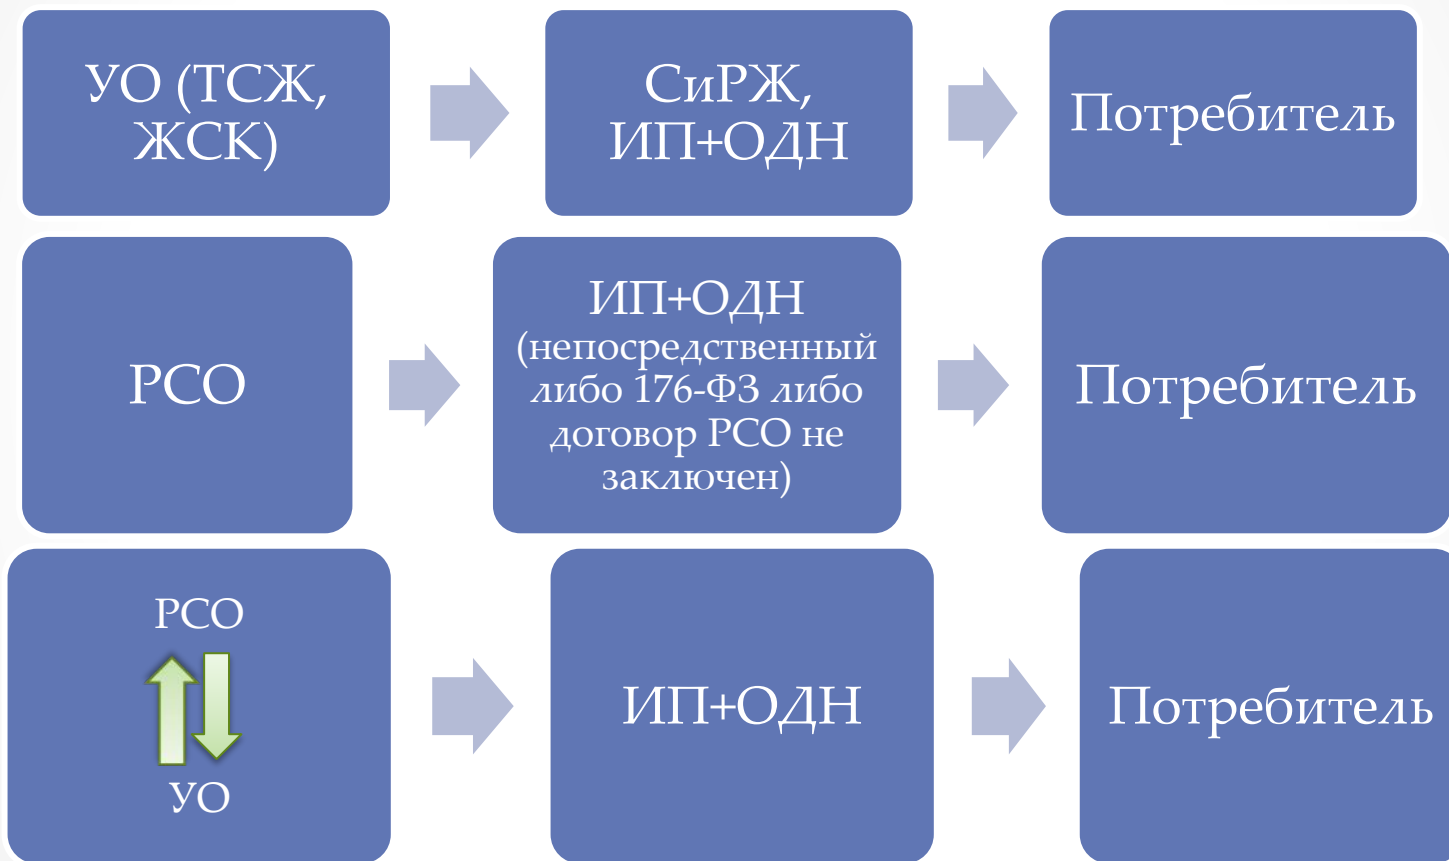 УО (ТСЖ,
ЖСК)
СиРЖ,
ИП+ОДН
Потребитель
РСО
ИП+ОДН
(непосредственный
либо 176-ФЗ либо
договор РСО не
заключен)
Потребитель
РСО
УО
ИП+ОДН
Потребитель